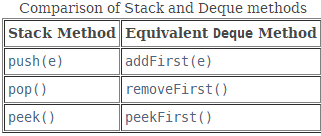 Comparison of Stack and Deque methods
Stack Method Equivalent Deque Method
push(e) addFirst(e)
pop() removeFirst()
peek() peekFirst()